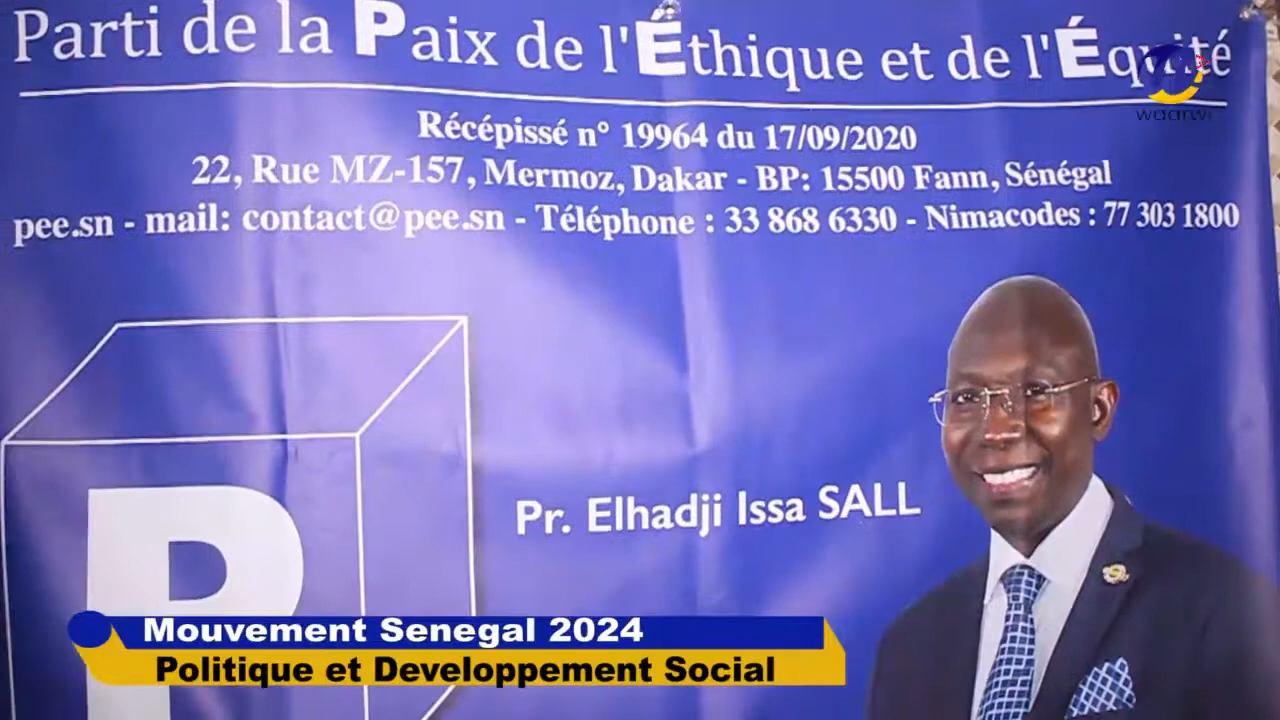 Parti de la Paix de l'Éthique et de l'Équité
waarwi
Récépissé n° 19964 du 17/09/2020
22, Rue MZ-157, Mermoz, Dakar - BP: 15500 Fann, Sénégal
pee.sn - mail: contact@pee.sn - Téléphone : 33 868 6330 - Nimacodes : 77 303 1800
Pr. Elhadji Issa SALL
P
Mouvement Senegal 2024
Politique et Developpement Social